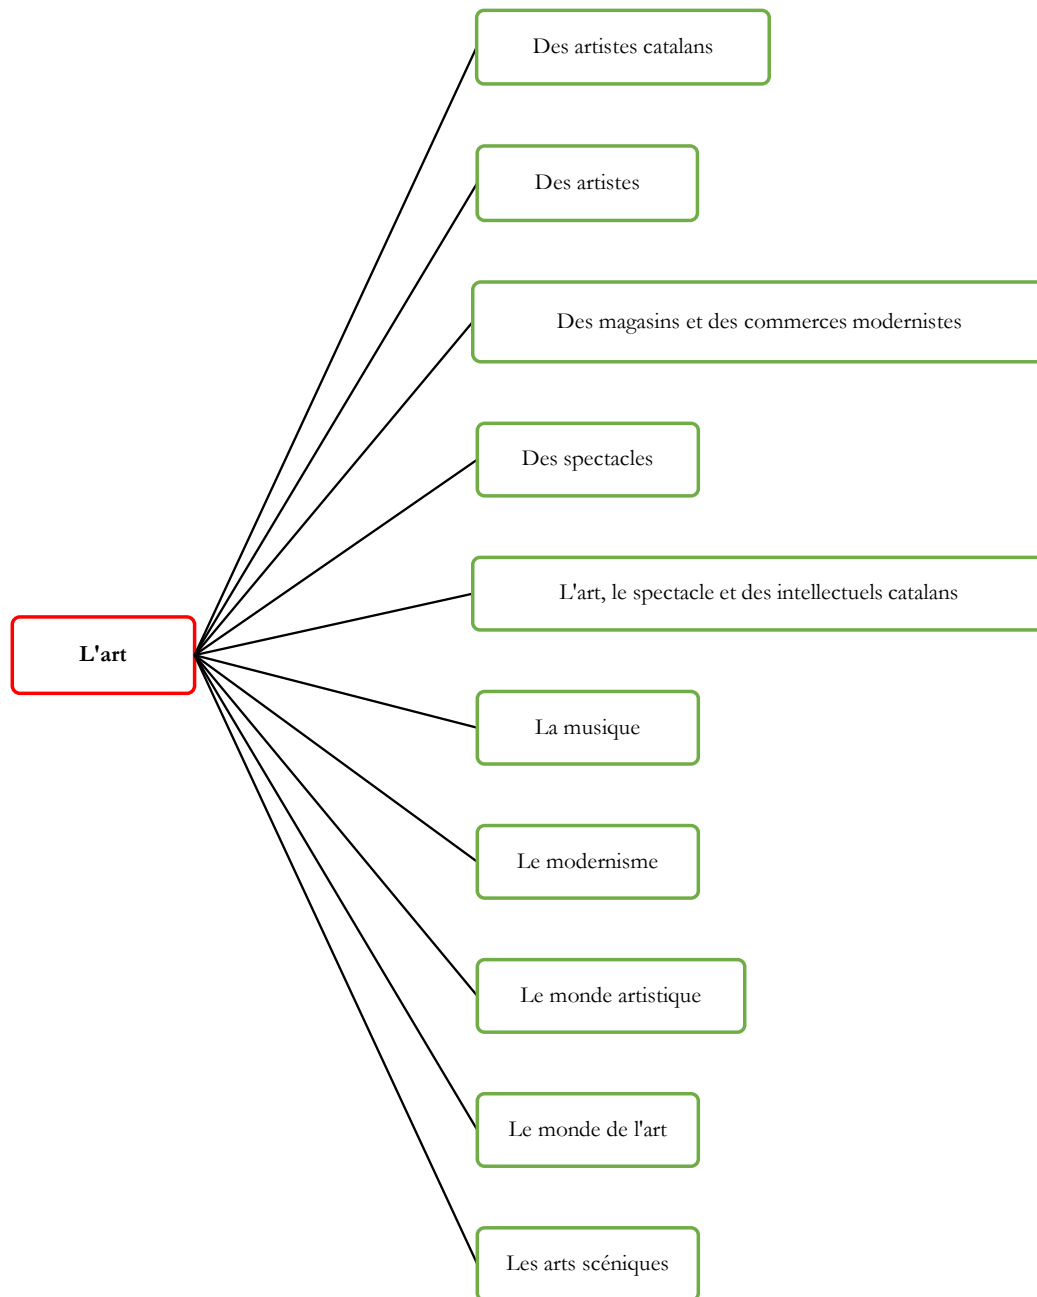 Des artistes catalans
Des artistes
Des magasins et des commerces modernistes
Des spectacles
L'art, le spectacle et des intellectuels catalans
L'art
La musique
Le modernisme
Le monde artistique
Le monde de l'art
Les arts scéniques